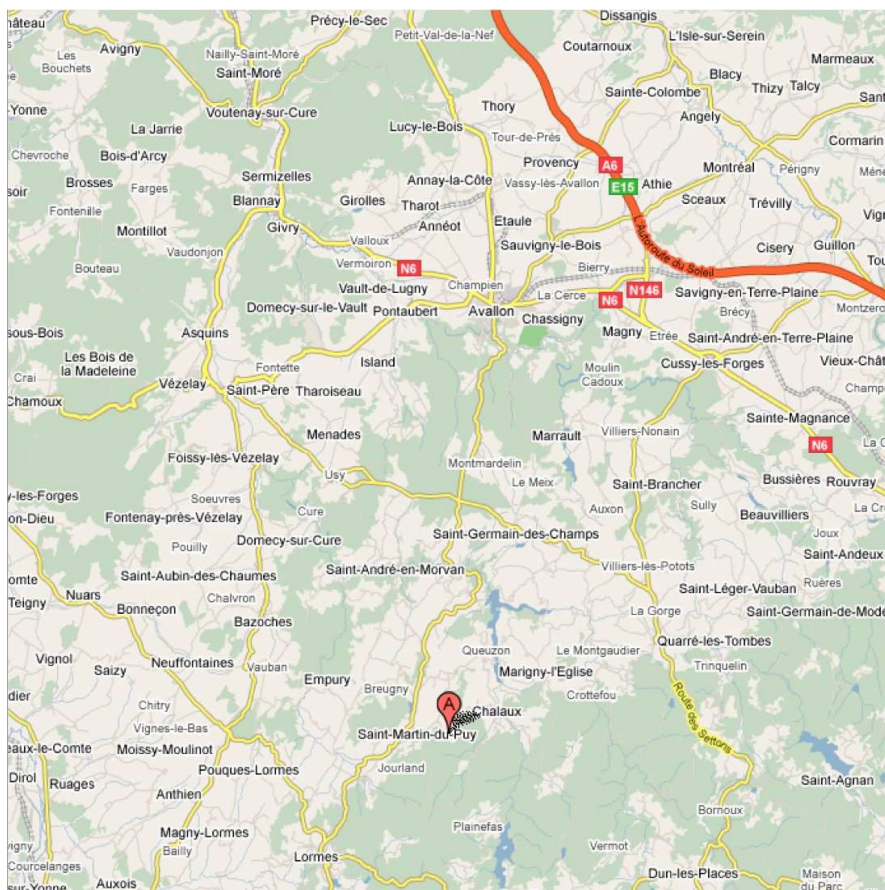 Dissangis
Précy-le-Sec
Petit-Val-de-la-Nef
L'Isle-sur-Serein
Avigny
Nailly-Saint-Moré
Coutarnoux
Les
Bouchets
Saint-Moré
Blacy
Marmeaux
Thizy
Talcy
Sainte-Colombe
Thory
Voutenay-sur-Cure
Angely
La Jarrie
Lucy-le-Bois
Tour-de-Prés
Cormarin
Chevroche
Bois-d'Arcy
Provency
A6
Montréal
Périgny
Sermizelles
Annay-la-Côte
Vassy-lès-Avallon
E15
Athie
Brosses
Farges
Girolles
Tharot
Sceaux
Trévilly
Fontenille
Blannay
Montillot
Givry
Annéot
Etaule
Vaudonjon
Valloux
Sauvigny-le-Bois
L'Autoroute du Soleil
Cisery
Guillon
Bouteau
Vermoiron
N6
Bierry
Vault-de-Lugny
Champien
La Cerce
N6
N146
Savigny-en-Terre-Plaine
Domecy-sur-le-Vault
Pontaubert
Avallon
Chassigny
Brécy
Asquins
Magny
Etrée
Saint-André-en-Terre-Plaine
sous-Bois
Les Bois de
la Madeleine
Fontette
Island
Cussy-les-Forges
Crai
Vézelay
Moulin
Cadoux
Chamoux
Saint-Père
Tharoiseau
Sainte-Magnance
Menades
Marrault
Villiers-Nonain
N6
Foissy-lès-Vézelay
Montmardelin
Usy
Le Meix
Saint-Brancher
Bussières
Rouvray
Soeuvres
Cure
Auxon
Sully
Beauvilliers
Fontenay-près-Vézelay
Domecy-sur-Cure
Saint-Germain-des-Champs
Joux
Pouilly
Saint-Andeux
Saint-Aubin-des-Chaumes
Saint-André-en-Morvan
Villiers-lès-Potots
Ruères
Nuars
Chalvron
Saint-Léger-Vauban
Teigny
Bonneçon
Bazoches
La Gorge
Saint-Germain-de-Mode
Queuzon
Le Montgaudier
Quarré-les-Tombes
Vignol
Neuffontaines
Vauban
Marigny-l'Eglise
Trinquelin
Saizy
Empury
Breugny
Crottefou
Chitry
A
Chalaux
Vignes-le-Bas
Saint-Martin-du-Puy
Route des Settons
eaux-le-Comte
Moissy-Moulinot
Jourland
Dirol
Ruages
Pouques-Lormes
Saint-Agnan
Anthien
Bornoux
Magny-Lormes
Plainefas
Bailly
Vermot
Lormes
Courcelanges
Dun-les-Places
Maison
du Parc
sur-Yonne
Auxois